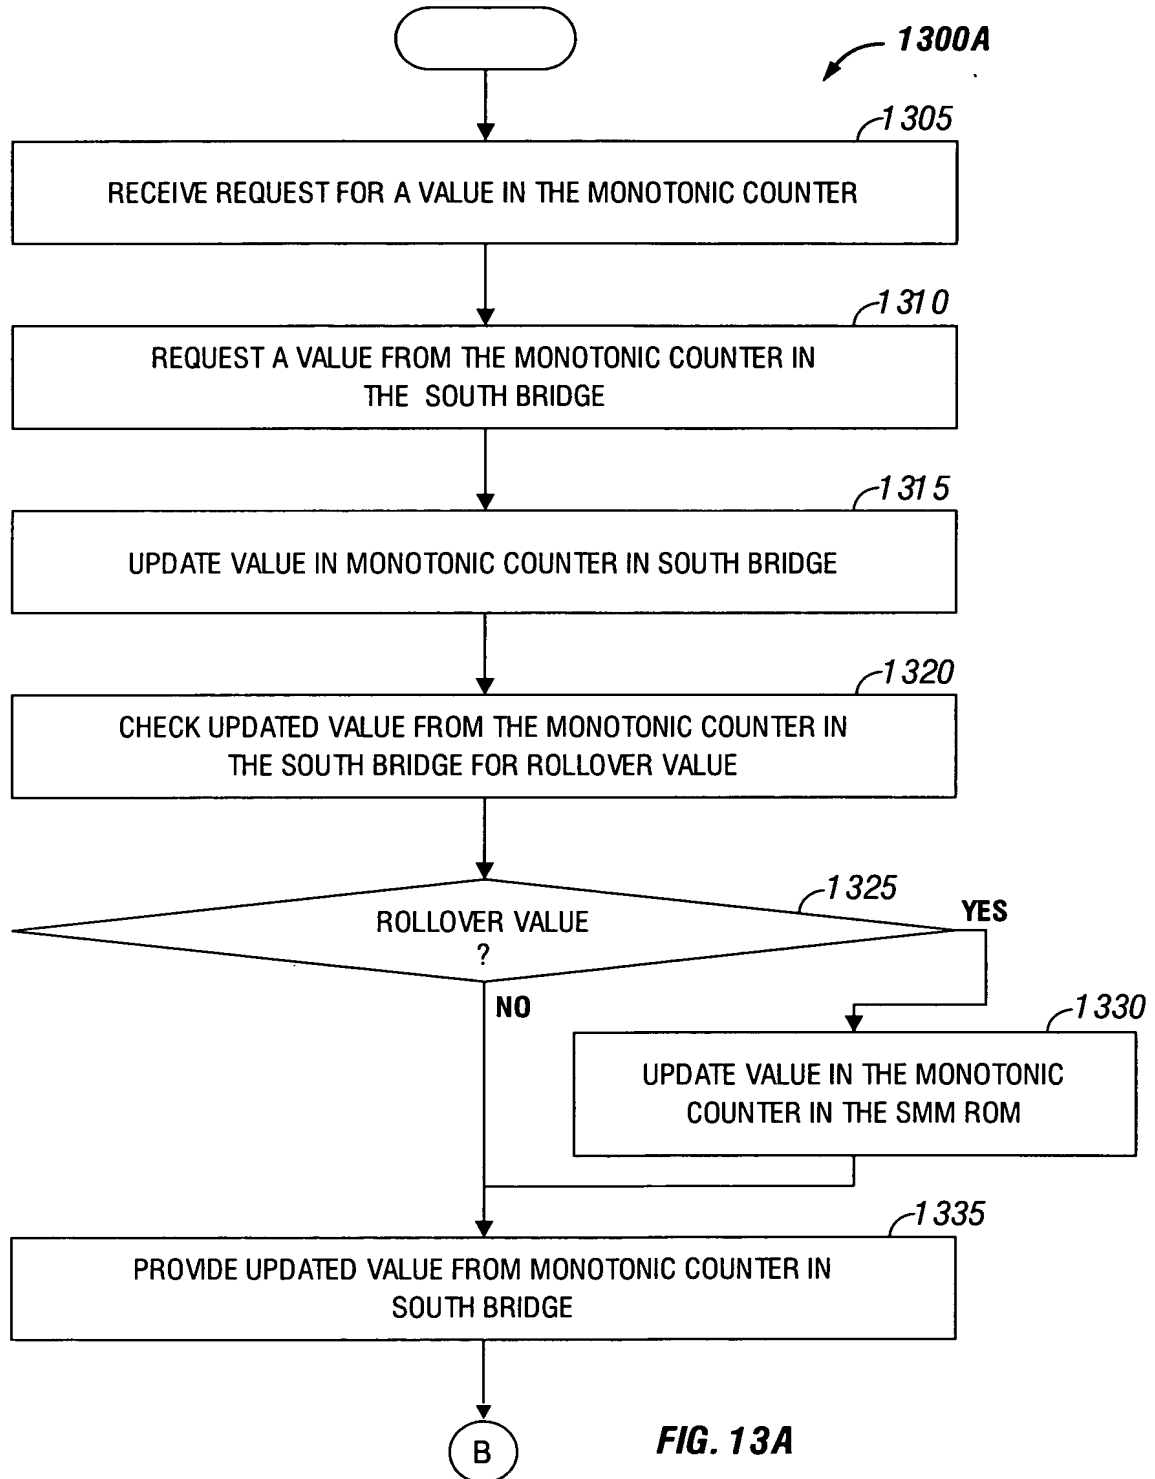 1300A
1305
RECEIVE REQUEST FOR A VALUE IN THE MONOTONIC COUNTER
1310
REQUEST A VALUE FROM THE MONOTONIC COUNTER IN
THE SOUTH BRIDGE
1315
UPDATE VALUE IN MONOTONIC COUNTER IN SOUTH BRIDGE
1320
CHECK UPDATED VALUE FROM THE MONOTONIC COUNTER IN
THE SOUTH BRIDGE FOR ROLLOVER VALUE
1325
ROLLOVER VALUE
?
YES
NO
1330
UPDATE VALUE IN THE MONOTONIC
COUNTER IN THE SMM ROM
1335
PROVIDE UPDATED VALUE FROM MONOTONIC COUNTER IN
SOUTH BRIDGE
B
FIG. 13A